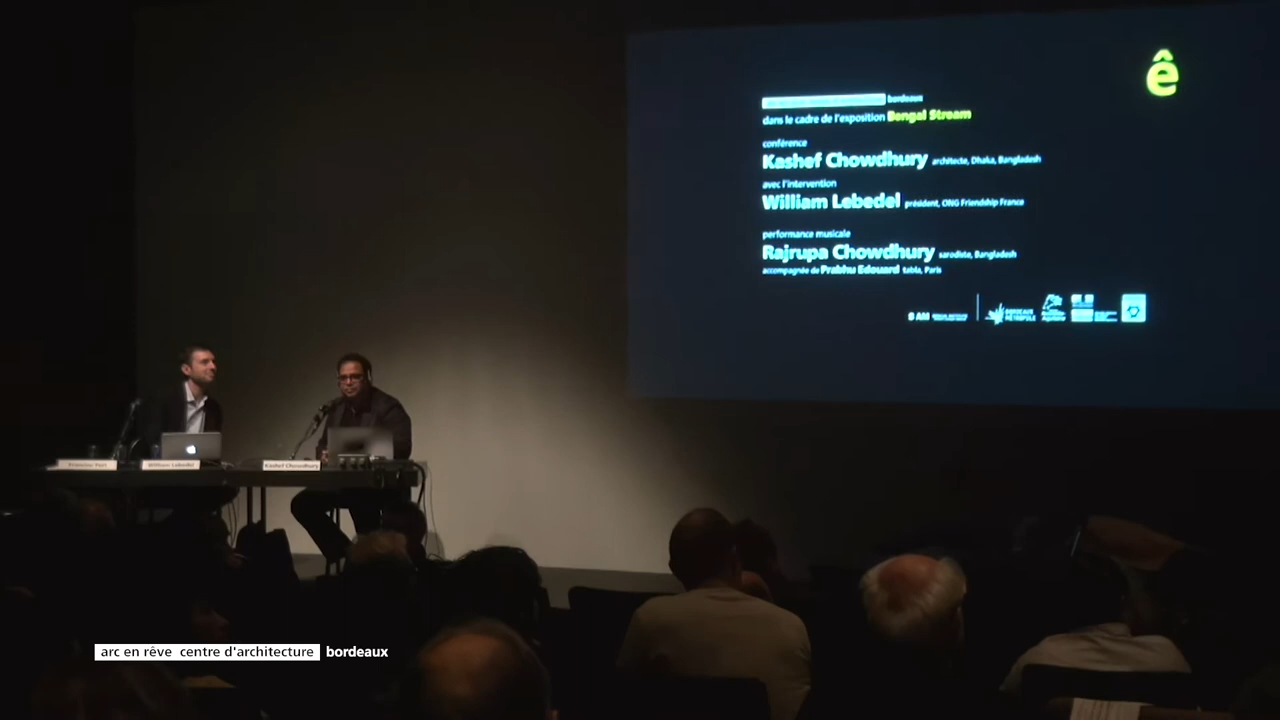 bordeaux
dans le cadre de l'exposition Bengal Stream
conférence
Kashef Chowdhury architecte, Dhaka, Bangladesh
avec l'intervention
William Lebedel président, ONG Friendship France
performance musicale
Rajrupa Chowdhury sarodiste, Bangladesh
accompagnée de Prabhu Edouard tabla, Paris
ê
BORDEAUX
MÉTROPOLE
William Lebedel
Kashef Chowdhury
arc en rêve centre d'architecture bordeaux